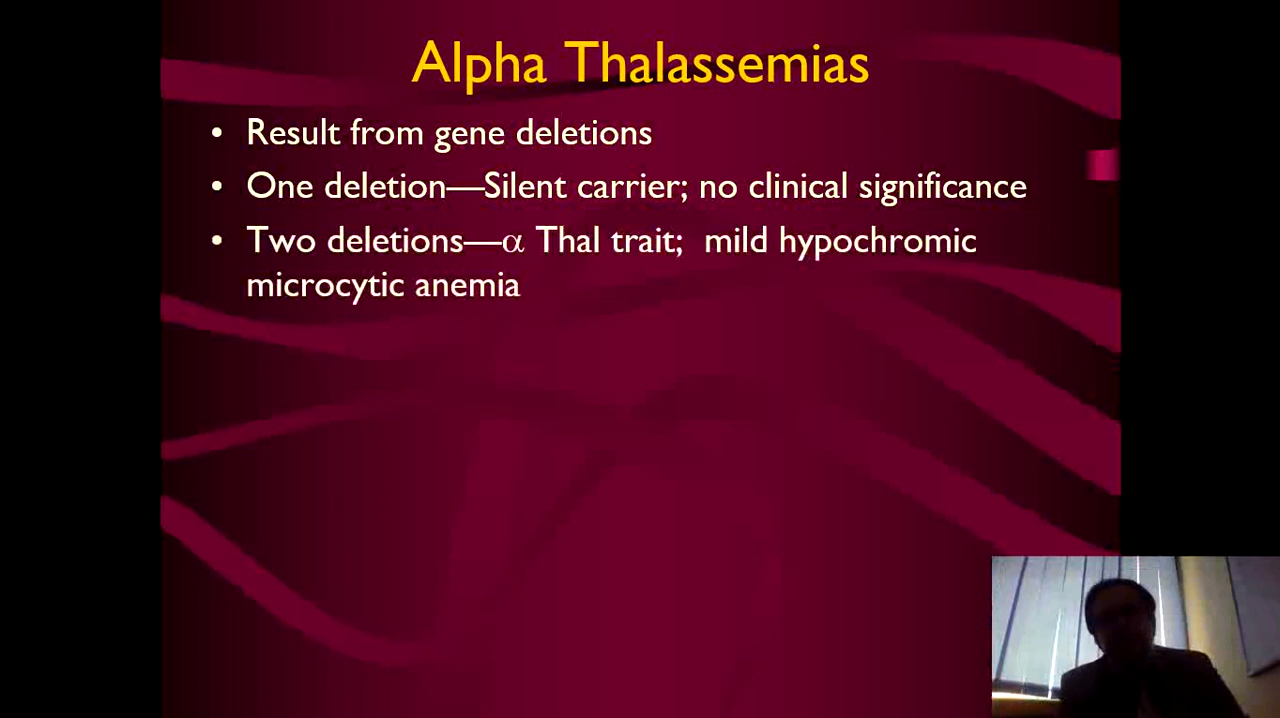 Alpha Thalassemias
• Result from gene deletions
• One deletion—Silent carrier; no clinical significance
• Two deletions—α Thal trait;  mild hypochromic
microcytic anemia